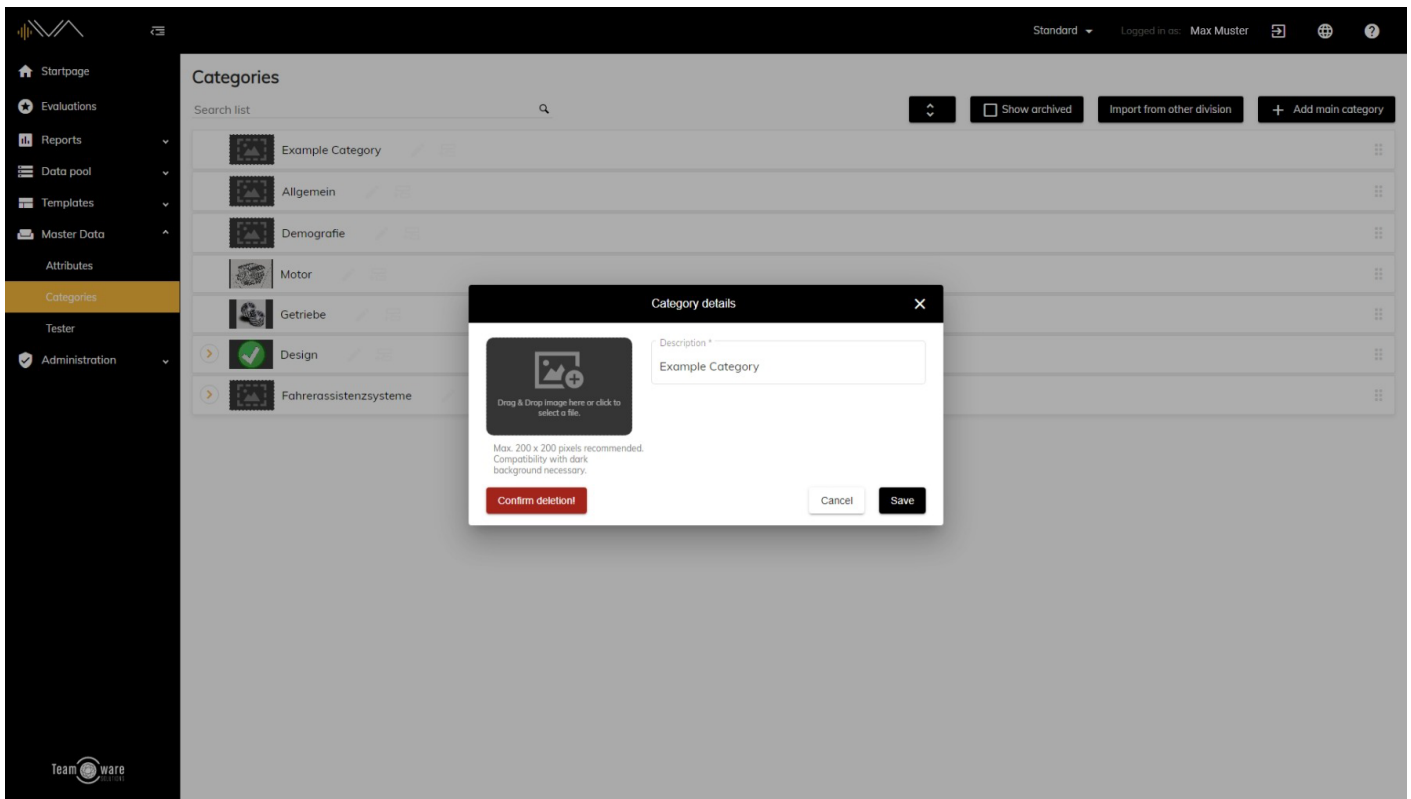 Standard
Logged in as: Max Muster
Startpage
Evaluations
Reports
Data pool
Templates
Master Data
Attributes
Categories
Tester
Administration
Team ware
SOLUTIONS
Categories
Search list
Show archived
Import from other division
Add main category
Example Category
Allgemein
Demografie
Motor
Getriebe
Design
Fahrerassistenzsysteme
Category details
Drag & Drop image here or click to
select a file.
Max. 200 x 200 pixels recommended.
Compatibility with dark
background necessary.
Description *
Example Category
Confirm deletion!
Cancel
Save